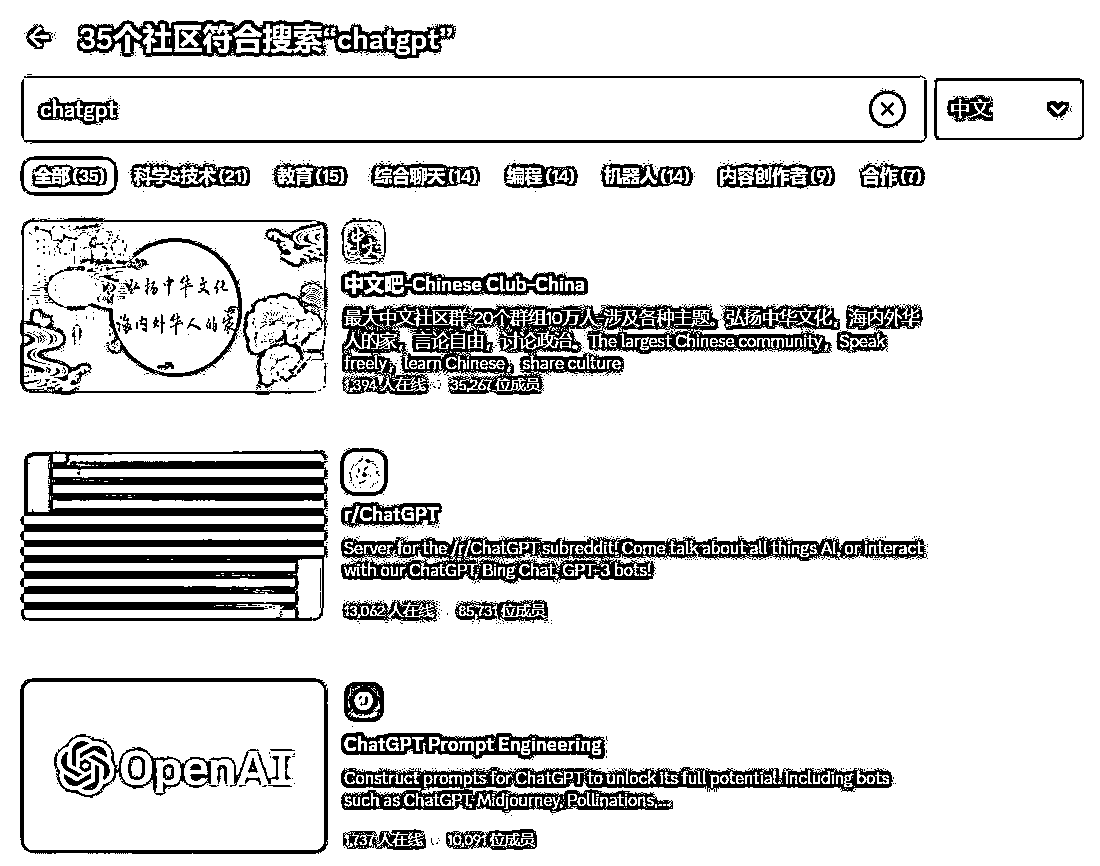 35个社区符合搜索“chatgpt”
chatgpt
中文
全部(35) 科学&技术(21) 教育(15) 综合聊天(14) 编程(14) 机器人(14) 内容创作者(9) 合作(7)
弘扬中华文化
海内外华人的家
中文
中文吧-Chinese Club-China
最大中文社区群-20个群组10万人-涉及各种主题。弘扬中华文化，海内外华
人的家，言论自由，讨论政治。The largest Chinese community，Speak
freely，learn Chinese，share culture
1,394 人在线 35,267 位成员
r/ChatGPT
Server for the /r/ChatGPT subreddit! Come talk about all things AI, or interact
with our ChatGPT, Bing Chat, GPT-3 bots!
13,062 人在线 85,731 位成员
OpenAI
ChatGPT Prompt Engineering
Construct prompts for ChatGPT to unlock its full potential. Including bots
such as ChatGPT, Midjourney, Pollinations...
1,737 人在线 10,091 位成员